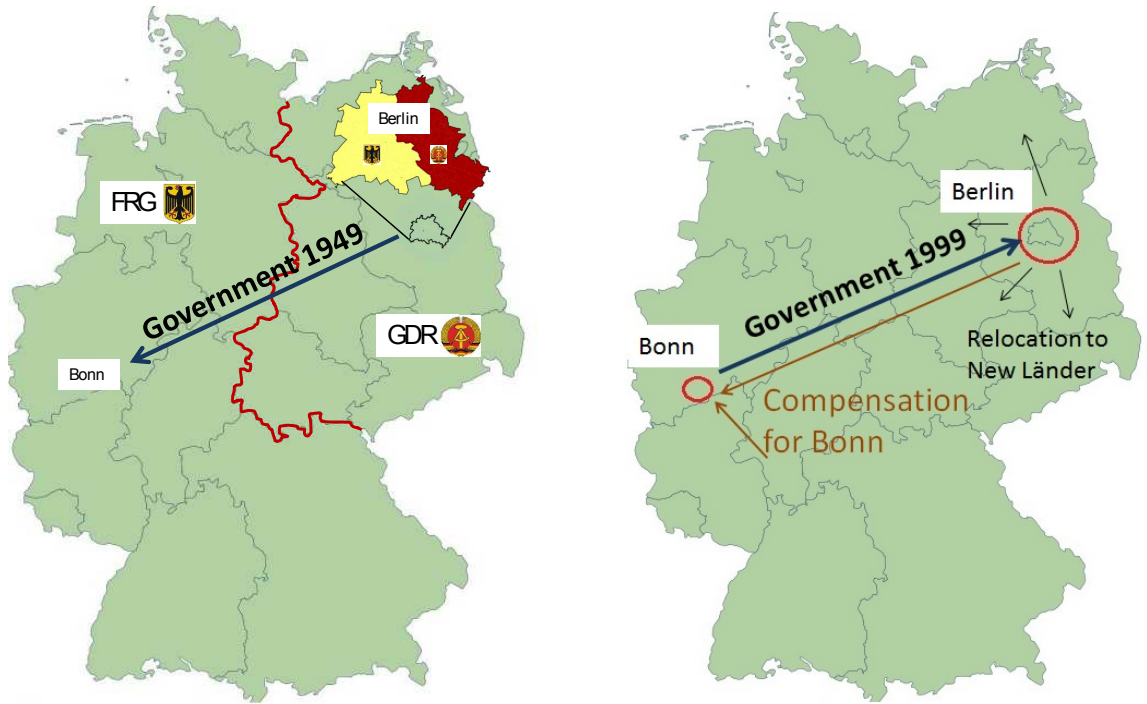 Berlin
FRG
Government 1949
GDR
Bonn
Berlin
Government 1999
Bonn
Relocation to
New Länder
Compensation
for Bonn